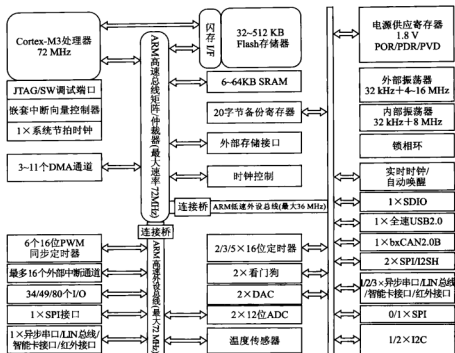 Cortex-M3处理器
72 MHz
JTAG/SW调试端口
嵌套中断向量控制器
1×系统节拍时钟
3~11个DMA通道
ARM高速总线矩阵/仲裁器(最大速率72MHz)
闪存I/F
32~512 KB
Flash存储器
6~64KB SRAM
20字节备份寄存器
外部存储接口
时钟控制
连接桥
ARM低速外设总线(最大36 MHz)
连接桥
电源供应寄存器
1.8 V
POR/PDR/PVD
外部振荡器
32 kHz+4~16 MHz
内部振荡器
32 kHz+8 MHz
锁相环
实时时钟/
自动唤醒
1×SDIO
1×全速USB2.0
1×bxCAN2.0B
2×SPI/I2SH
1/2/3×异步串口/LIN总线
/智能卡接口/红外接口
0/1×SPI
1/2×I2C
6个16位PWM
同步定时器
最多16个外部中断通道
34/49/80个I/O
1×SPI接口
1×异步串口/LIN总线
/智能卡接口/红外接口
ARM高速外设总线(最大72 MHz)
2/3/5×16位定时器
2×看门狗
2×DAC
2×12位ADC
温度传感器